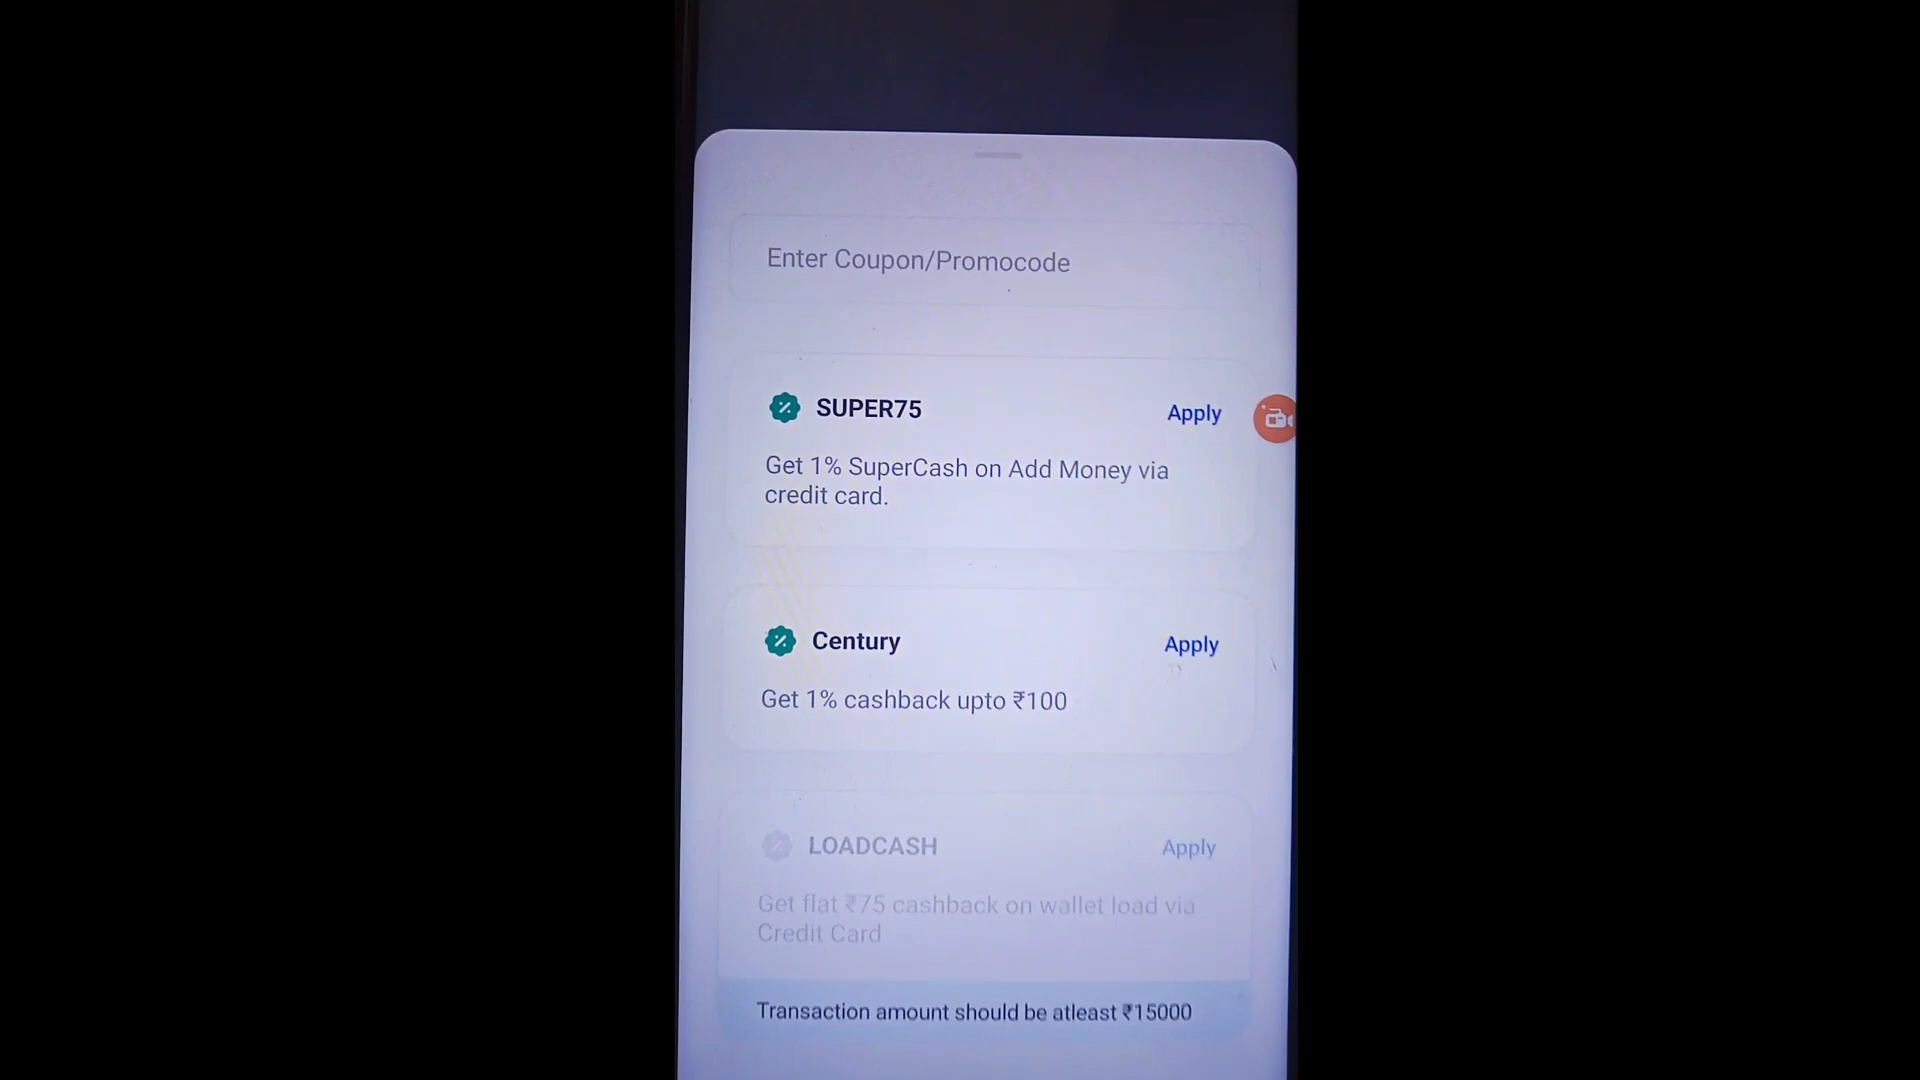 Enter Coupon/Promocode
SUPER75 Apply
Get 1% SuperCash on Add Money via
credit card.
Century Apply
Get 1% cashback upto ₹100
LOADCASH Apply
Get flat ₹75 cashback on wallet load via
Credit Card
Transaction amount should be atleast ₹15000